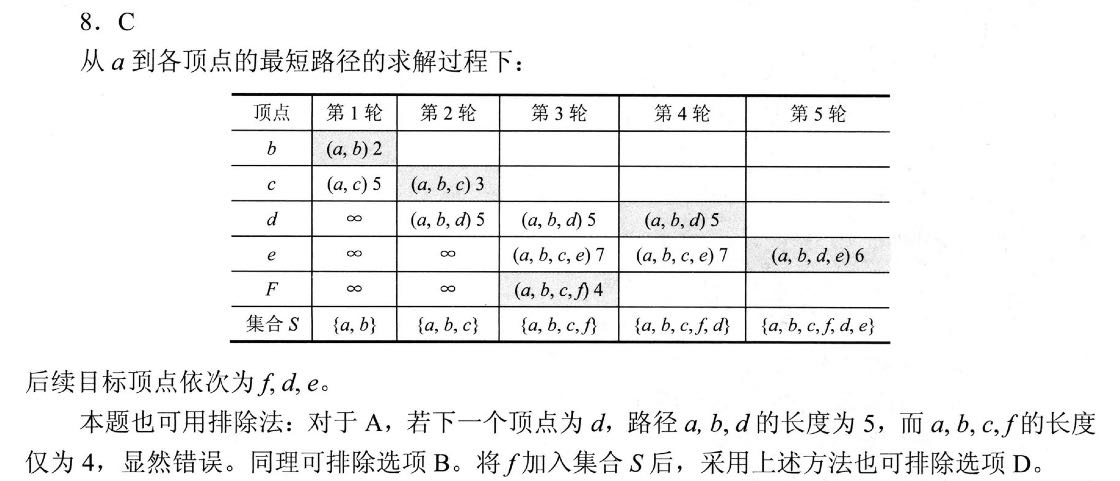 8．C
从 a 到各顶点的最短路径的求解过程下：
顶点 第 1 轮 第 2 轮 第 3 轮 第 4 轮 第 5 轮
b (a, b) 2
c (a, c) 5 (a, b, c) 3
d ∞ (a, b, d) 5 (a, b, d) 5 (a, b, d) 5
e ∞ ∞ (a, b, c, e) 7 (a, b, c, e) 7 (a, b, d, e) 6
F ∞ ∞ (a, b, c, f) 4
集合 S {a, b} {a, b, c} {a, b, c, f} {a, b, c, f, d} {a, b, c, f, d, e}
后续目标顶点依次为 f, d, e。
本题也可用排除法：对于 A，若下一个顶点为 d，路径 a, b, d 的长度为 5，而 a, b, c, f 的长度
仅为 4，显然错误。同理可排除选项 B。将 f 加入集合 S 后，采用上述方法也可排除选项 D。